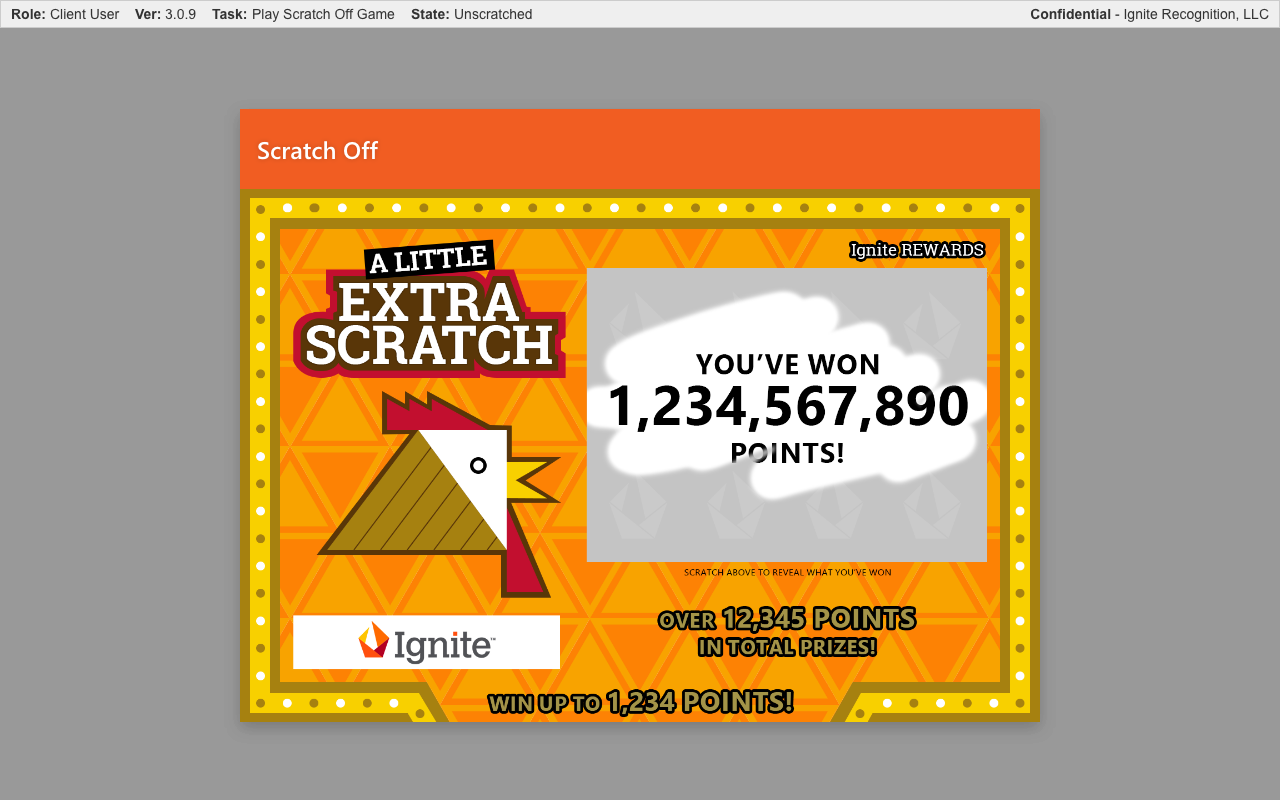 Role: Client User Ver: 3.0.9 Task: Play Scratch Off Game State: Unscratched Confidential - Ignite Recognition, LLC
Scratch Off
A LITTLE
EXTRA
SCRATCH
Ignite REWARDS
YOU’VE WON
1,234,567,890
POINTS!
SCRATCH ABOVE TO REVEAL WHAT YOU'VE WON
Ignite™
OVER 12,345 POINTS
IN TOTAL PRIZES!
WIN UP TO 1,234 POINTS!